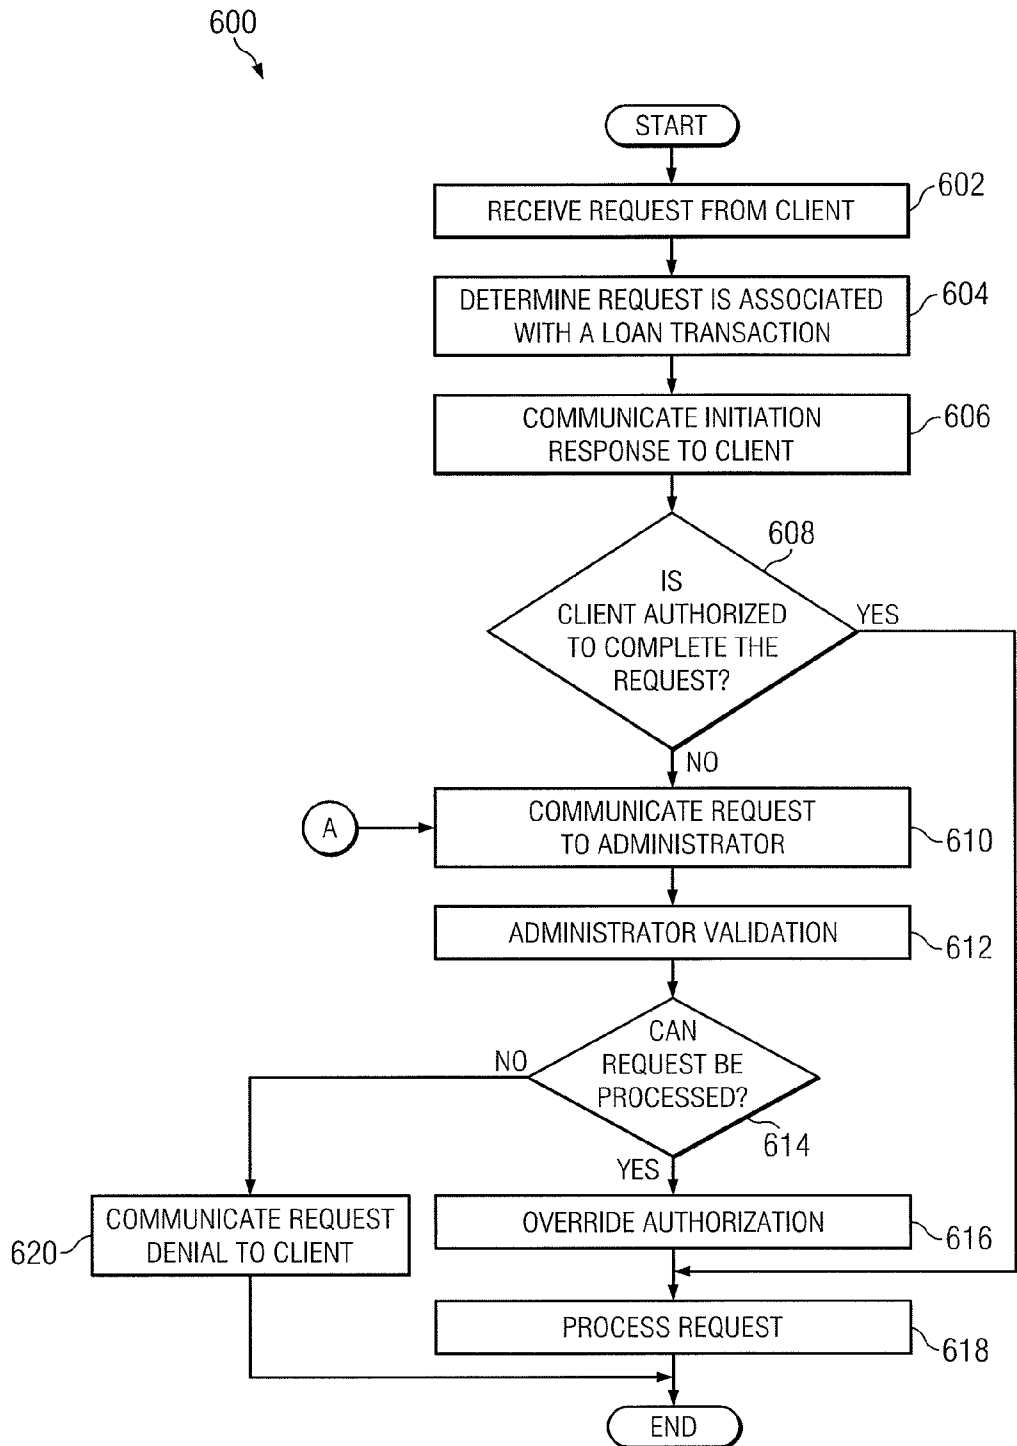 600
START
RECEIVE REQUEST FROM CLIENT
602
DETERMINE REQUEST IS ASSOCIATED
WITH A LOAN TRANSACTION
604
COMMUNICATE INITIATION
RESPONSE TO CLIENT
606
608
IS
CLIENT AUTHORIZED
TO COMPLETE THE
REQUEST?
YES
NO
A
COMMUNICATE REQUEST
TO ADMINISTRATOR
610
ADMINISTRATOR VALIDATION
612
CAN
REQUEST BE
PROCESSED?
NO
614
YES
COMMUNICATE REQUEST
DENIAL TO CLIENT
620
OVERRIDE AUTHORIZATION
616
PROCESS REQUEST
618
END